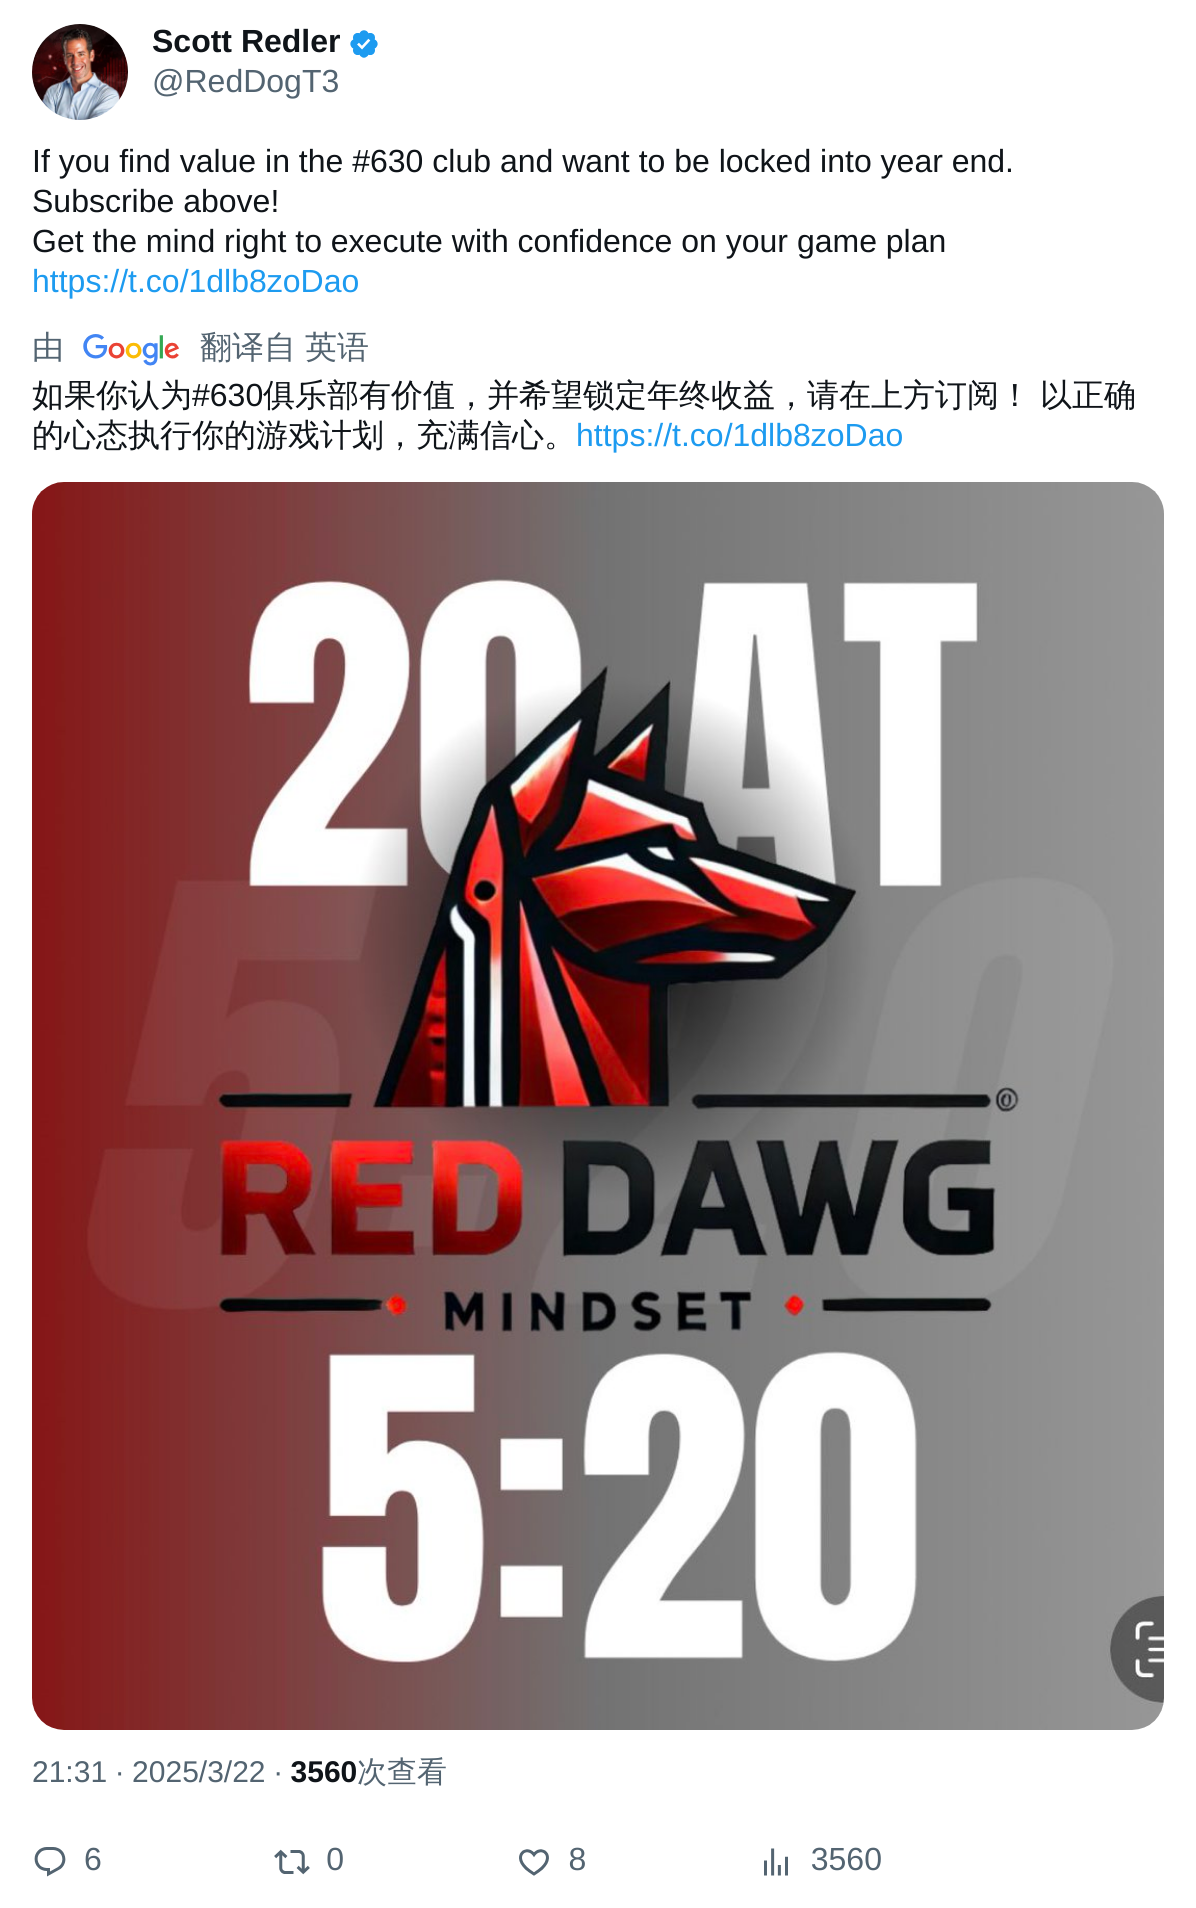 Scott Redler
@RedDogT3
If you find value in the #630 club and want to be locked into year end.
Subscribe above!
Get the mind right to execute with confidence on your game plan
https://t.co/1dlb8zoDao
由 Google 翻译自 英语
如果你认为#630俱乐部有价值，并希望锁定年终收益，请在上方订阅！ 以正确
的心态执行你的游戏计划，充满信心。https://t.co/1dlb8zoDao
20 AT
RED DAWG
MINDSET
5:20
21:31 · 2025/3/22 · 3560次查看
6 0 8 3560